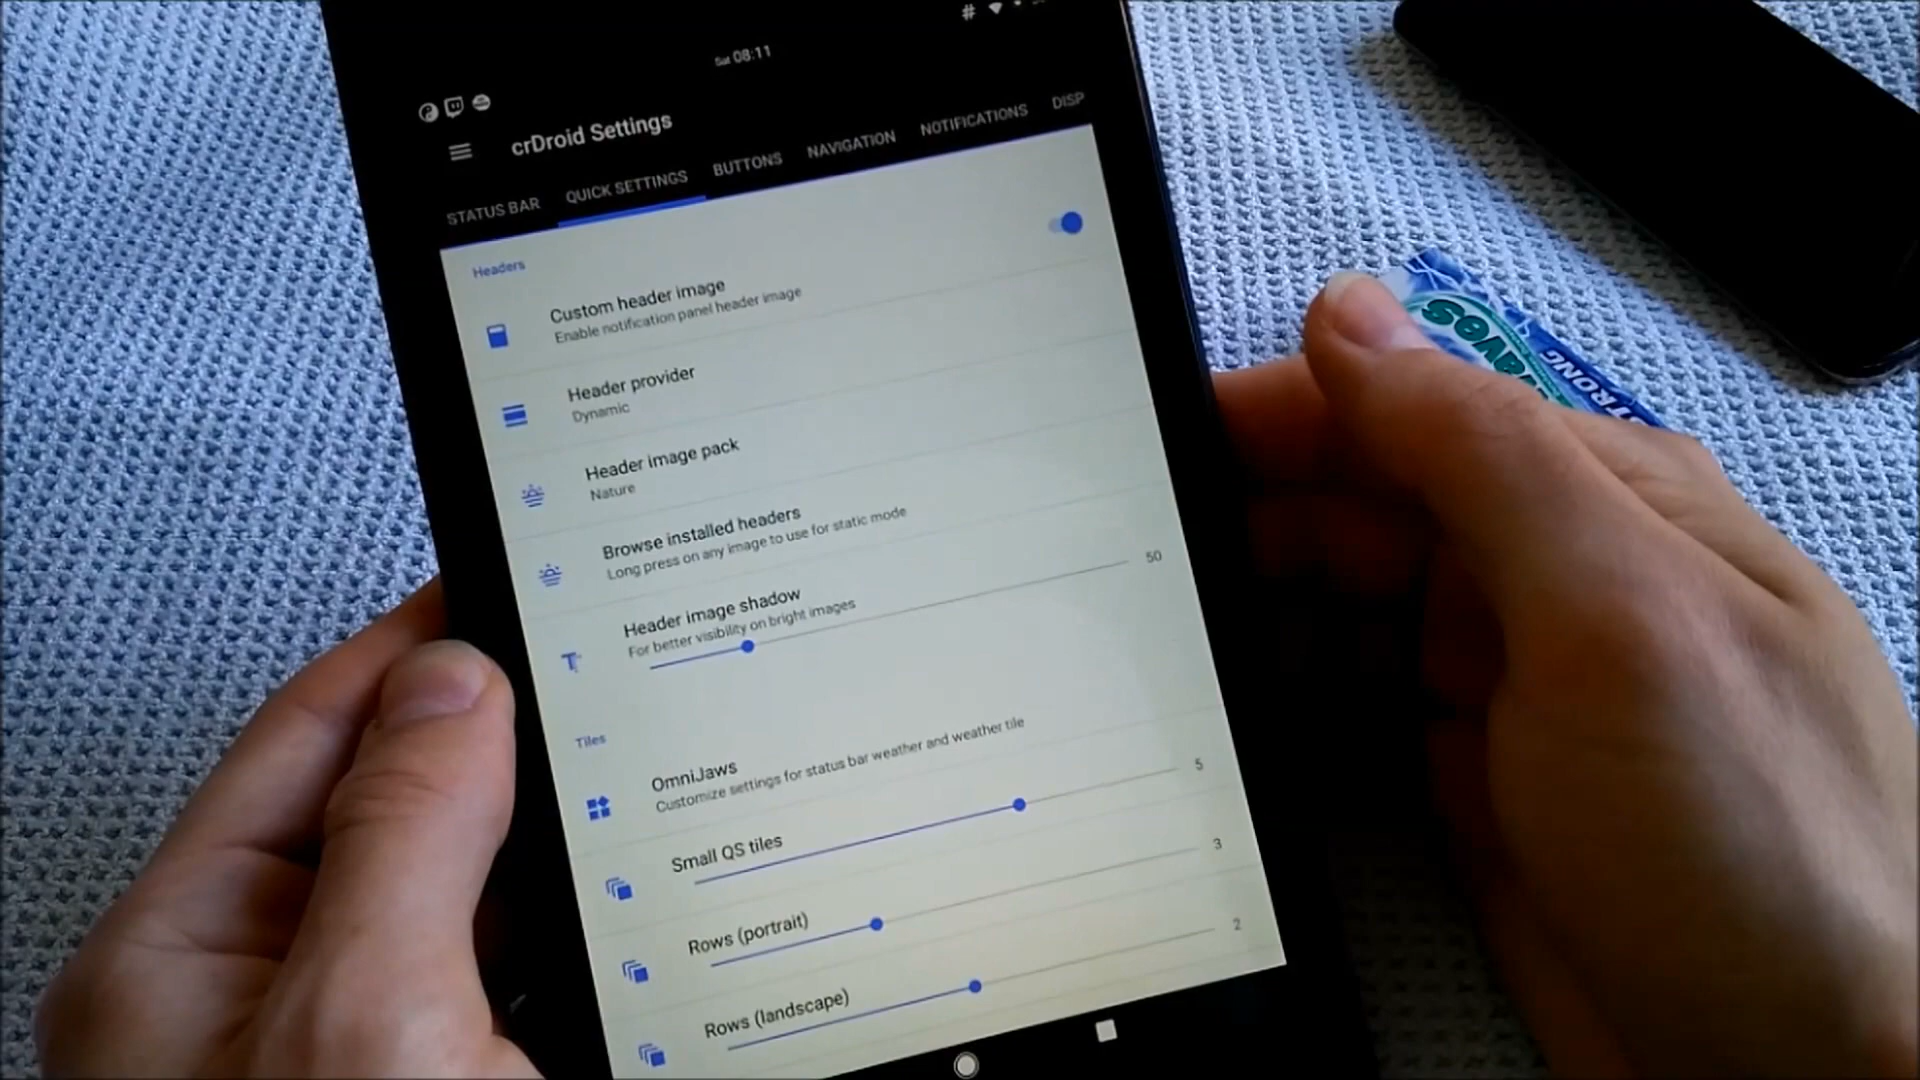 Sat 08:11
crDroid Settings
STATUS BAR QUICK SETTINGS BUTTONS NAVIGATION NOTIFICATIONS DISP
Headers
Custom header image
Enable notification panel header image
Header provider
Dynamic
Header image pack
Nature
Browse installed headers
Long press on any image to use for static mode
Header image shadow
For better visibility on bright images
50
Tiles
OmniJaws
Customize settings for status bar weather and weather tile
Small QS tiles
5
Rows (portrait)
3
Rows (landscape)
2
aves
STRONG